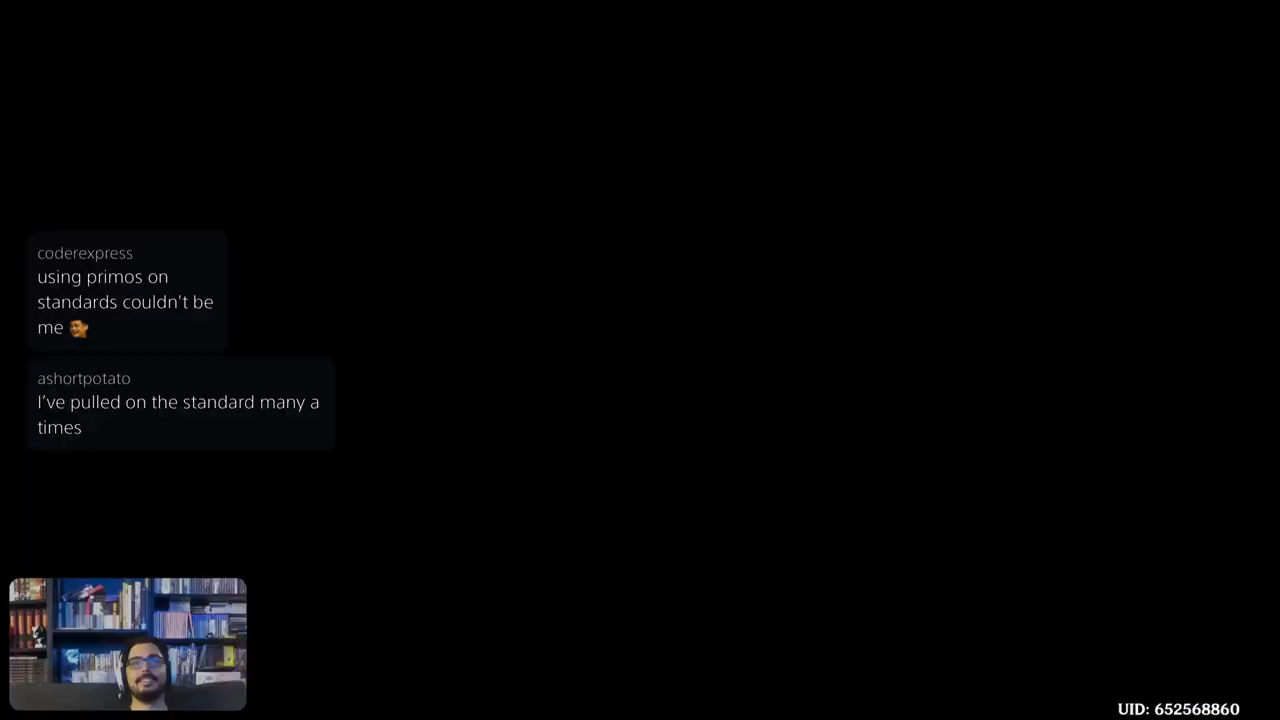 coderexpress
using primos on
standards couldn't be
me
ashortpotato
I’ve pulled on the standard many a
times
UID: 652568860